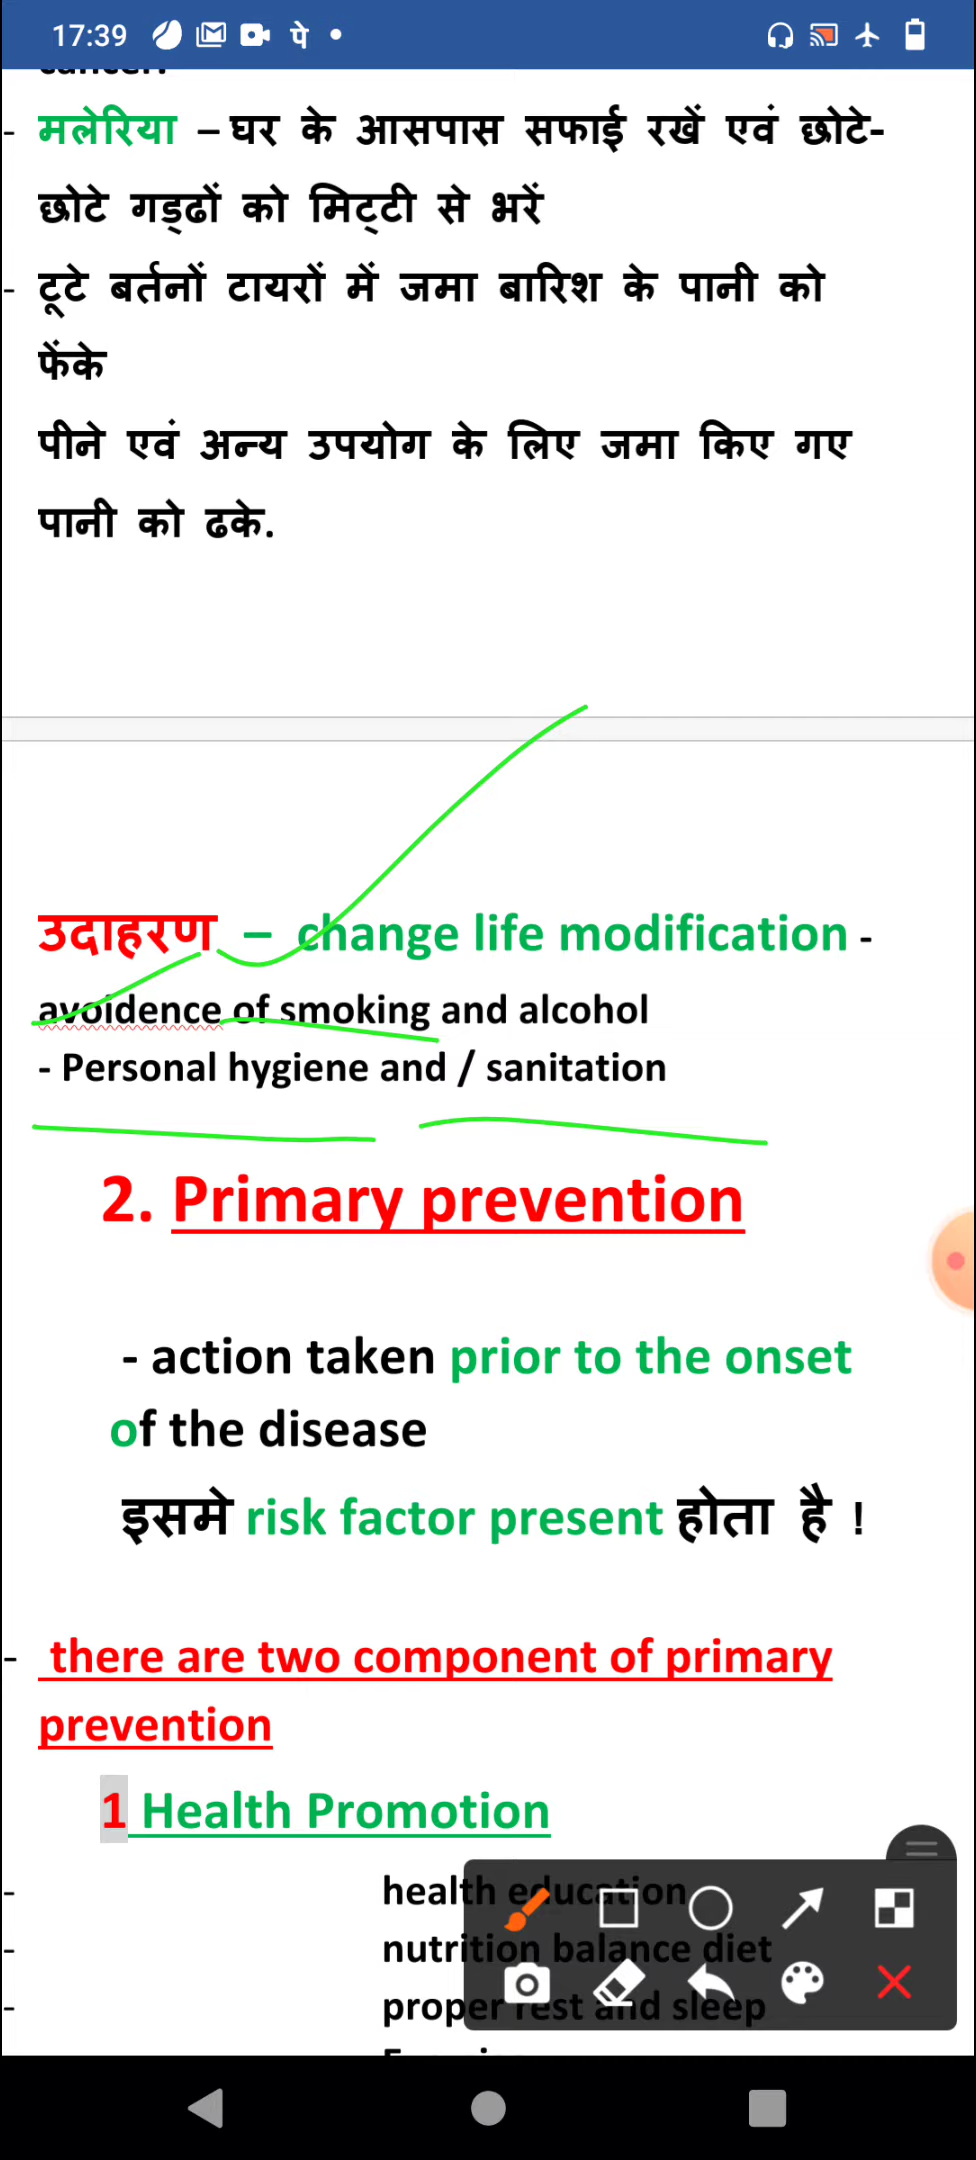 17:39 पे
cancer.
- मलेरिया – घर के आसपास सफाई रखें एवं छोटे-
छोटे गड्ढों को मिट्टी से भरें
- टूटे बर्तनों टायरों में जमा बारिश के पानी को
फेंके
पीने एवं अन्य उपयोग के लिए जमा किए गए
पानी को ढके.
उदाहरण – change life modification -
avoidence of smoking and alcohol
- Personal hygiene and / sanitation
2. Primary prevention
- action taken prior to the onset
of the disease
इसमे risk factor present होता है !
- there are two component of primary
prevention
1 Health Promotion
- health education
- nutrition balance diet
- proper rest and sleep